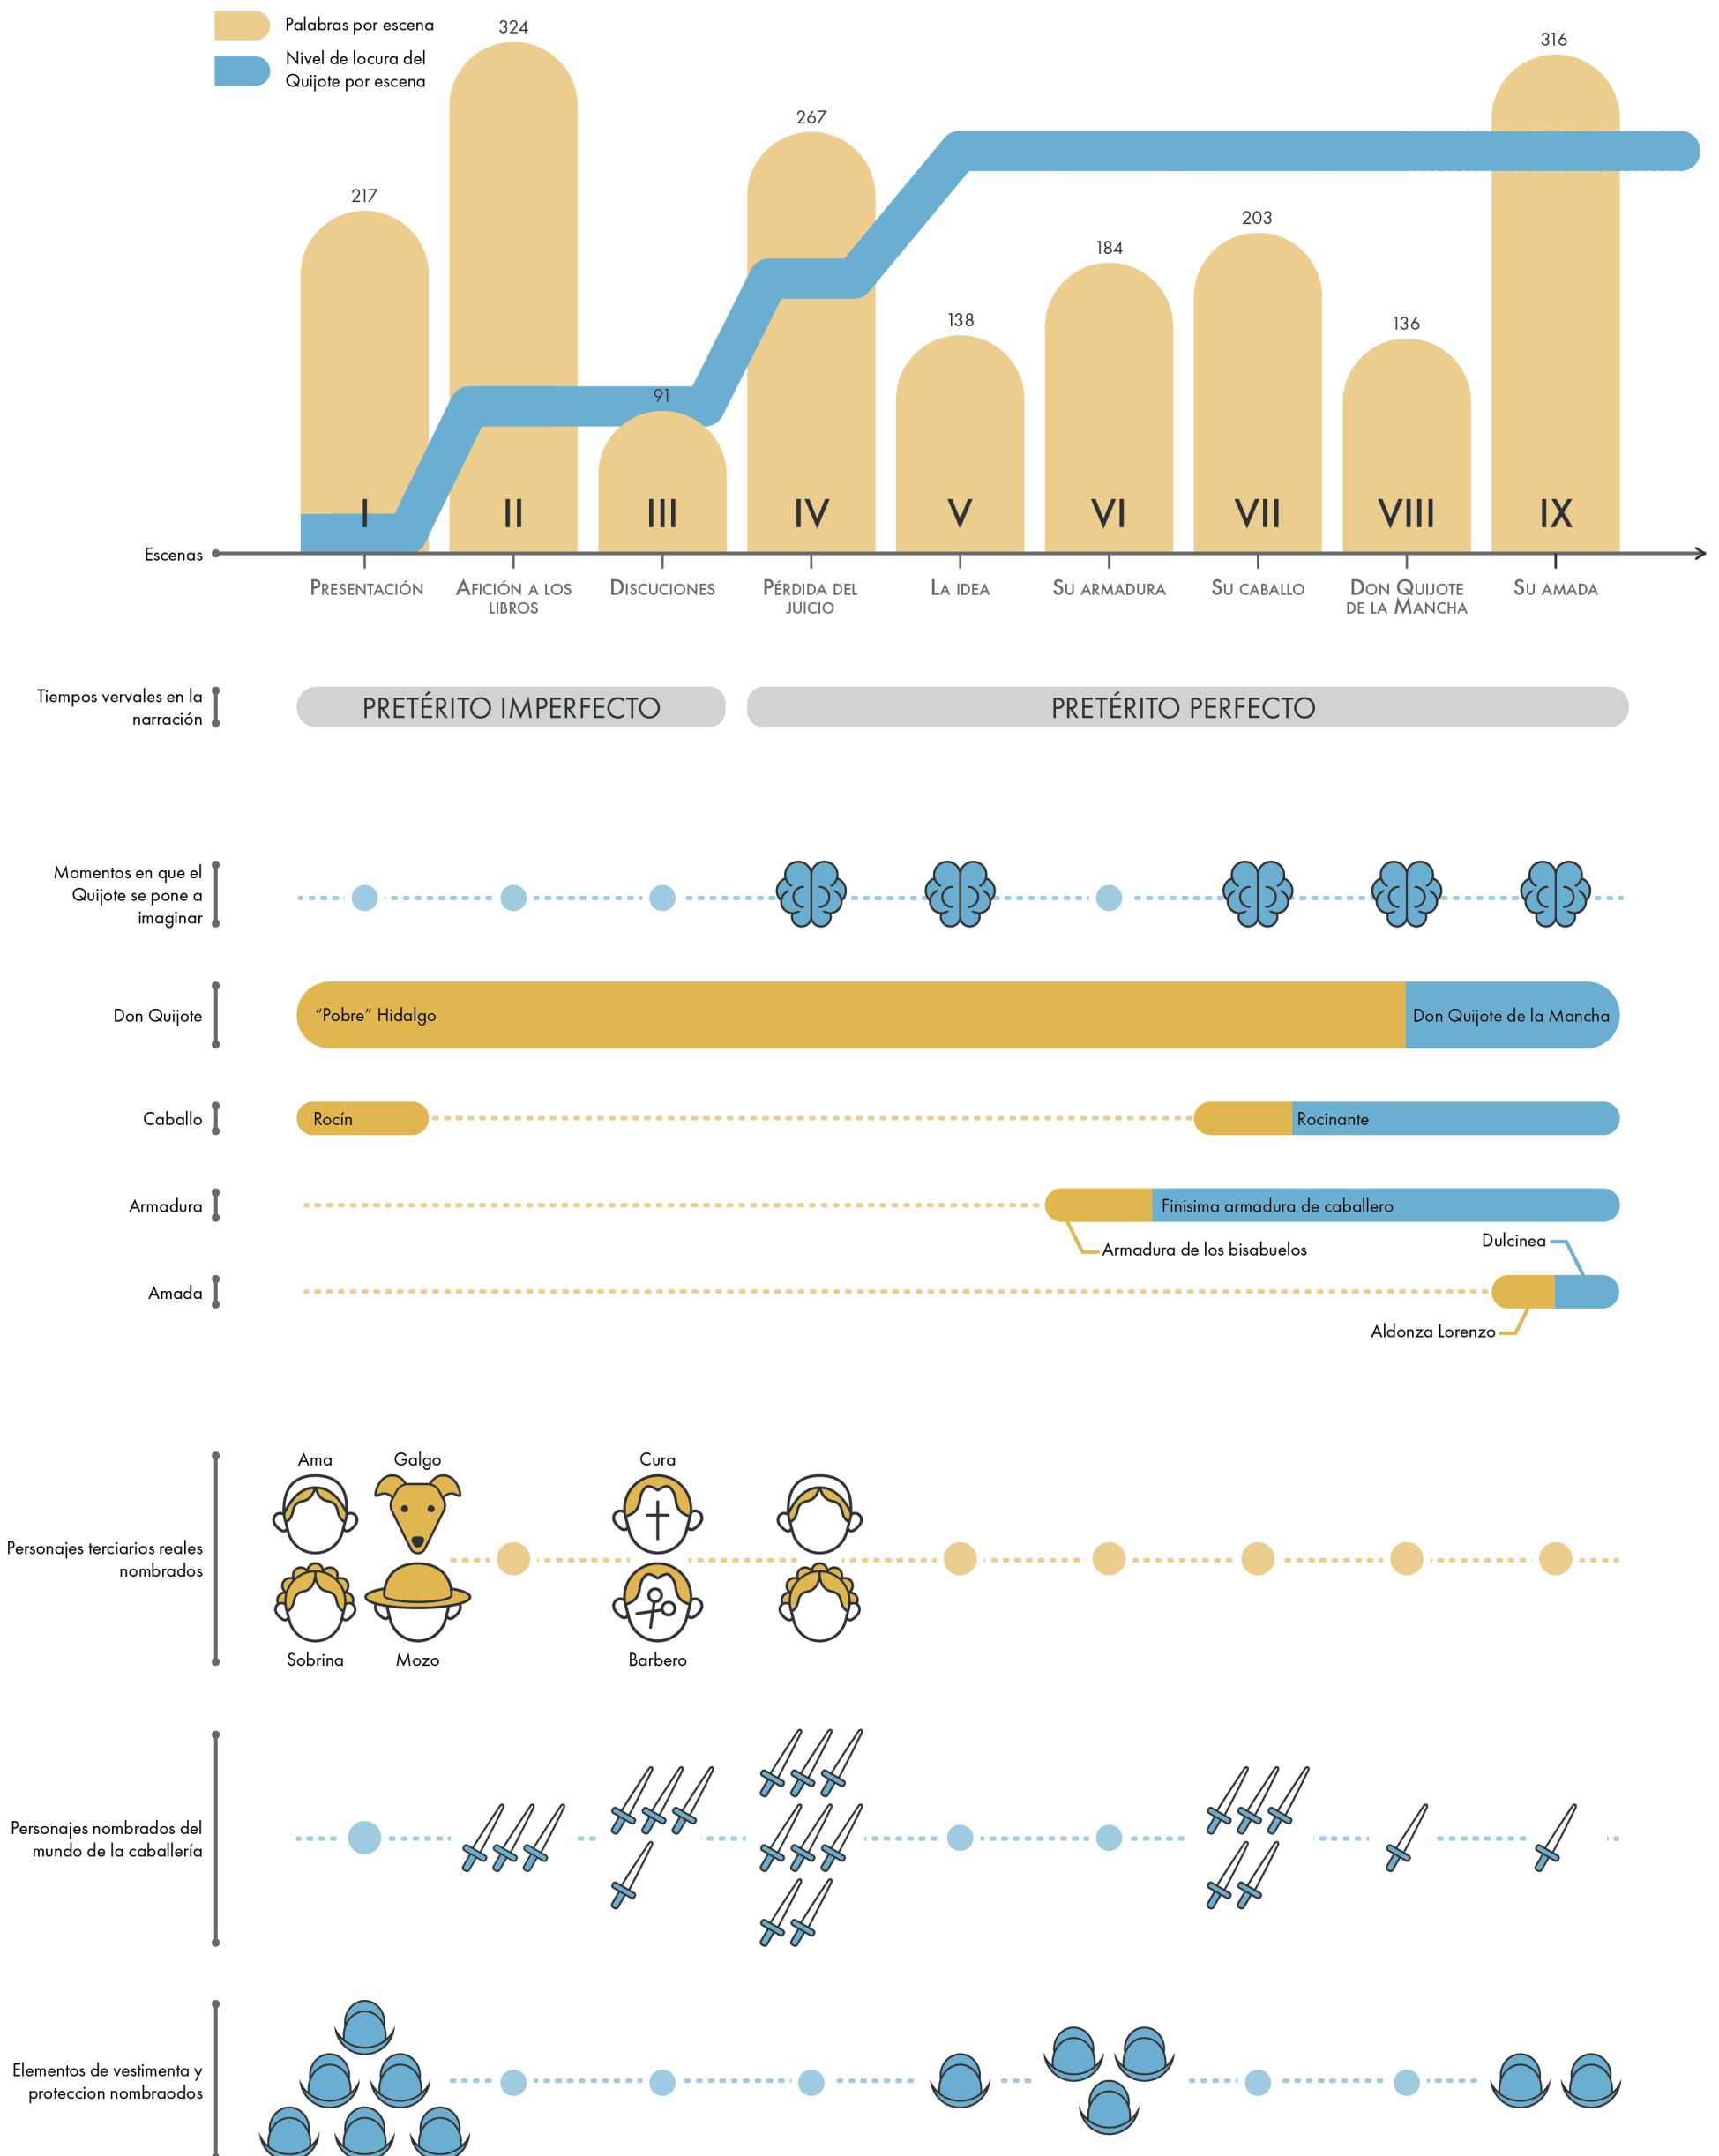 Palabras por escena
Nivel de locura del
Quijote por escena
217
324
91
267
138
184
203
136
316
I
II
III
IV
V
VI
VII
VIII
IX
Escenas
Presentación
Afición a los
libros
Discuciones
Pérdida del
juicio
La idea
Su armadura
Su caballo
Don Quijote
de la Mancha
Su amada
Tiempos vervales en la
narración
PRETÉRITO IMPERFECTO
PRETÉRITO PERFECTO
Momentos en que el
Quijote se pone a
imaginar
Don Quijote
“Pobre” Hidalgo
Don Quijote de la Mancha
Caballo
Rocín
Rocinante
Armadura
Finisima armadura de caballero
Armadura de los bisabuelos
Dulcinea
Amada
Aldonza Lorenzo
Ama
Galgo
Cura
Personajes terciarios reales
nombrados
Sobrina
Mozo
Barbero
Personajes nombrados del
mundo de la caballería
Elementos de vestimenta y
proteccion nombraodos